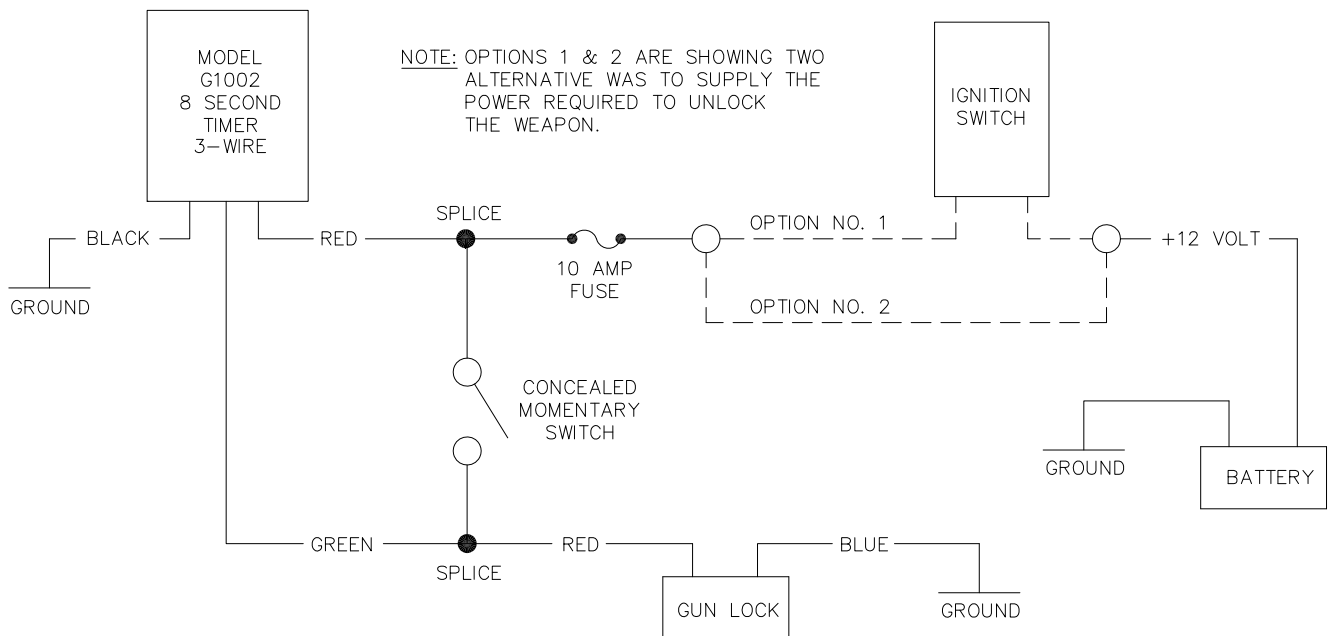 MODEL
G1002
8 SECOND
TIMER
3-WIRE
NOTE: OPTIONS 1 & 2 ARE SHOWING TWO
ALTERNATIVE WAS TO SUPPLY THE
POWER REQUIRED TO UNLOCK
THE WEAPON.
IGNITION
SWITCH
BLACK
RED
SPLICE
10 AMP
FUSE
OPTION NO. 1
+12 VOLT
GROUND
OPTION NO. 2
CONCEALED
MOMENTARY
SWITCH
GROUND
BATTERY
GREEN
SPLICE
RED
BLUE
GUN LOCK
GROUND